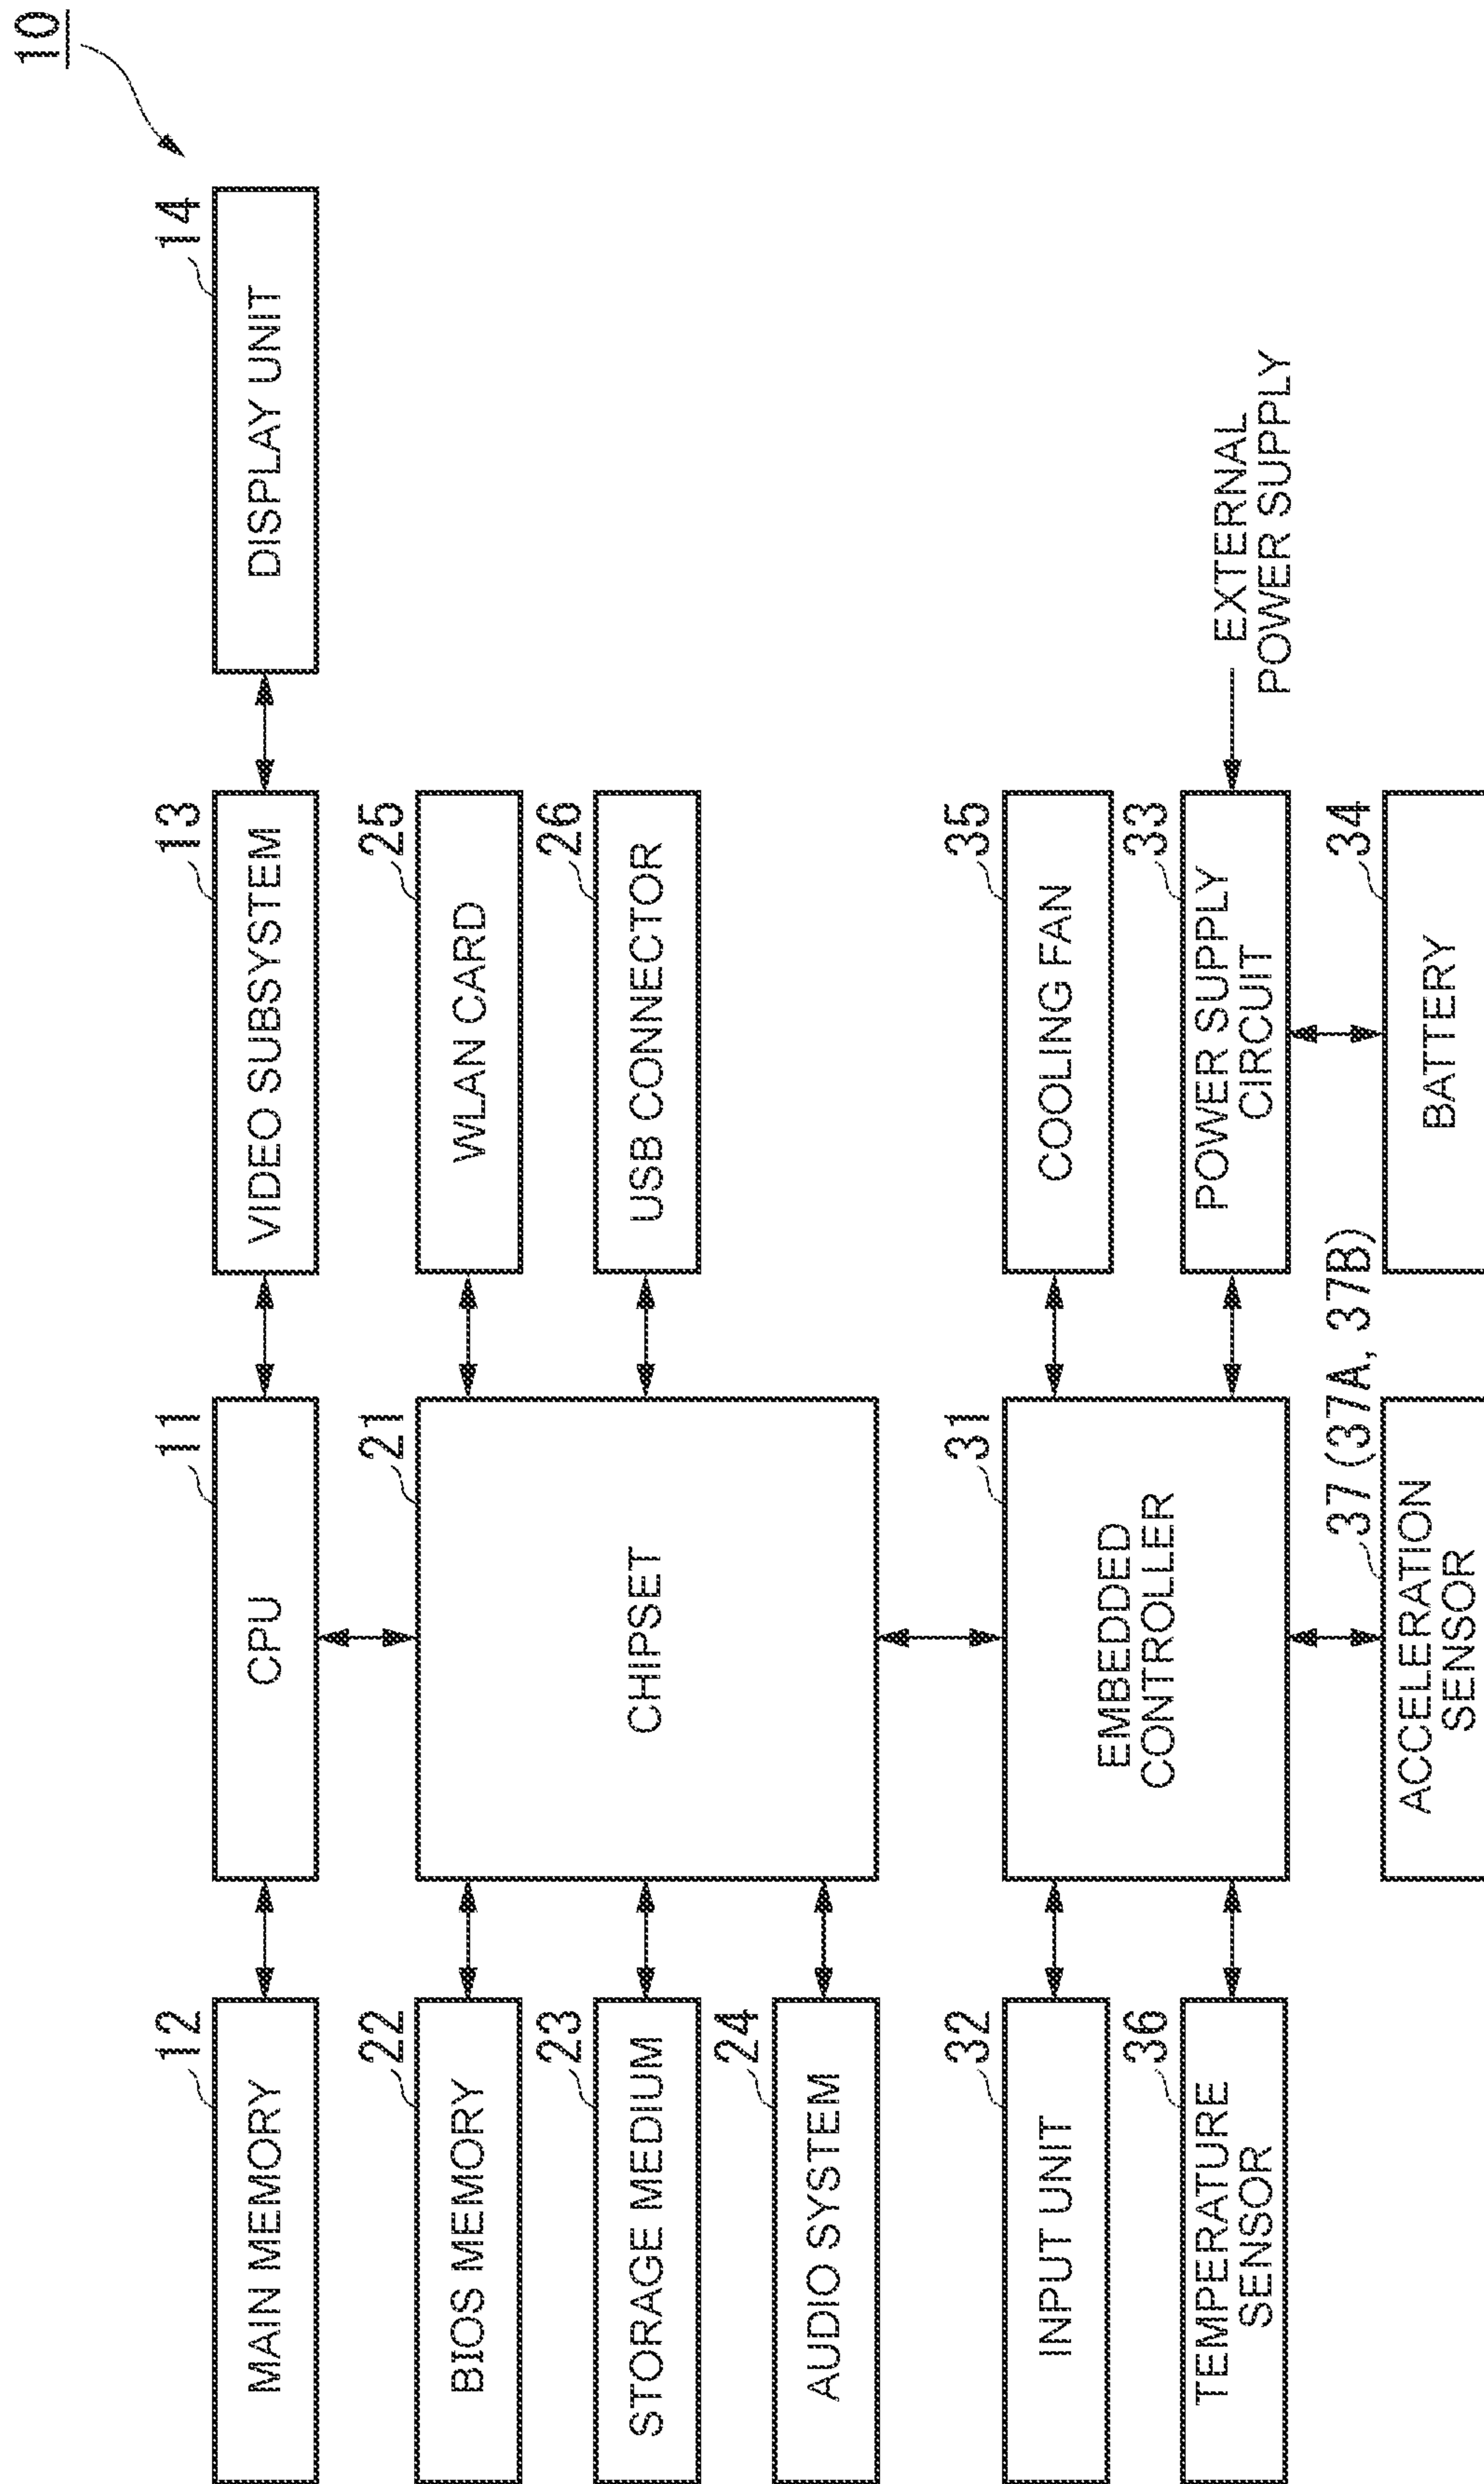 10
12
11
13
14
MAIN MEMORY
CPU
VIDEO SUBSYSTEM
DISPLAY UNIT
22
21
25
BIOS MEMORY
WLAN CARD
23
26
STORAGE MEDIUM
CHIPSET
USB CONNECTOR
24
AUDIO SYSTEM
32
31
35
INPUT UNIT
EMBEDDED
CONTROLLER
COOLING FAN
36
33
TEMPERATURE
SENSOR
POWER SUPPLY
CIRCUIT
EXTERNAL
POWER SUPPLY
37 (37A, 37B)
34
ACCELERATION
SENSOR
BATTERY